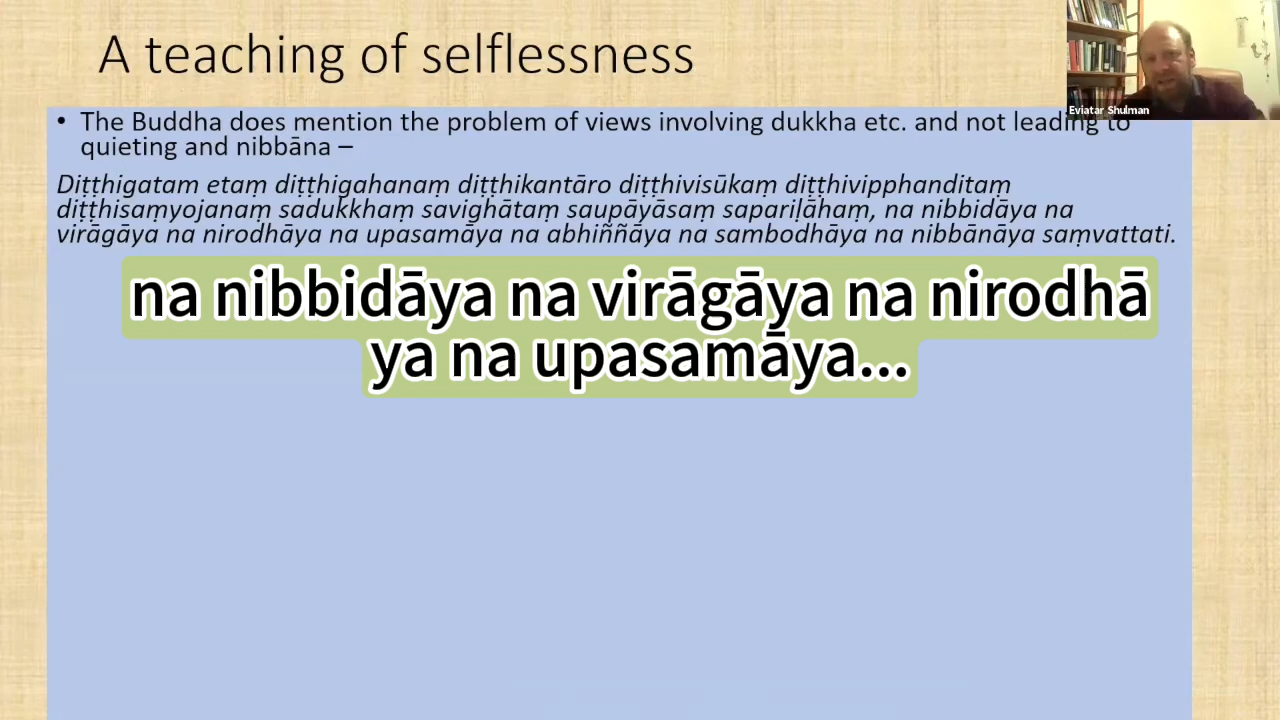 A teaching of selflessness
Eviatar Shulman
• The Buddha does mention the problem of views involving dukkha etc. and not leading to
quieting and nibbāna –
Diṭṭhigatam etaṃ diṭṭhigahanaṃ diṭṭhikantāro diṭṭhivisūkaṃ diṭṭhivipphanditaṃ
diṭṭhisaṃyojanaṃ sadukkhaṃ savighātaṃ saupāyāsaṃ sapariḷāhaṃ, na nibbidāya na
virāgāya na nirodhāya na upasamāya na abhiññāya na sambodhāya na nibbānāya saṃvattati.
na nibbidāya na virāgāya na nirodhā
ya na upasamāya...